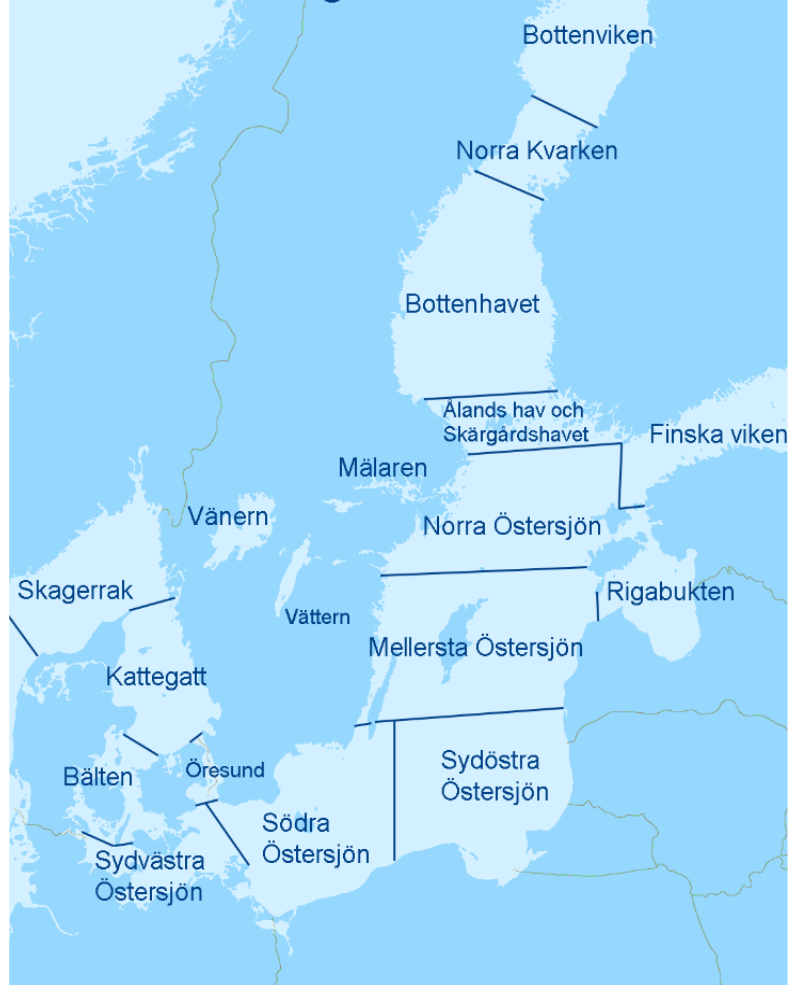 Bottenviken
Norra Kvarken
Bottenhavet
Ålands hav och
Skärgårdshavet
Finska viken
Mälaren
Vänern
Norra Östersjön
Skagerrak
Rigabukten
Vättern
Mellersta Östersjön
Kattegatt
Öresund
Bälten
Sydöstra
Östersjön
Södra
Östersjön
Sydvästra
Östersjön